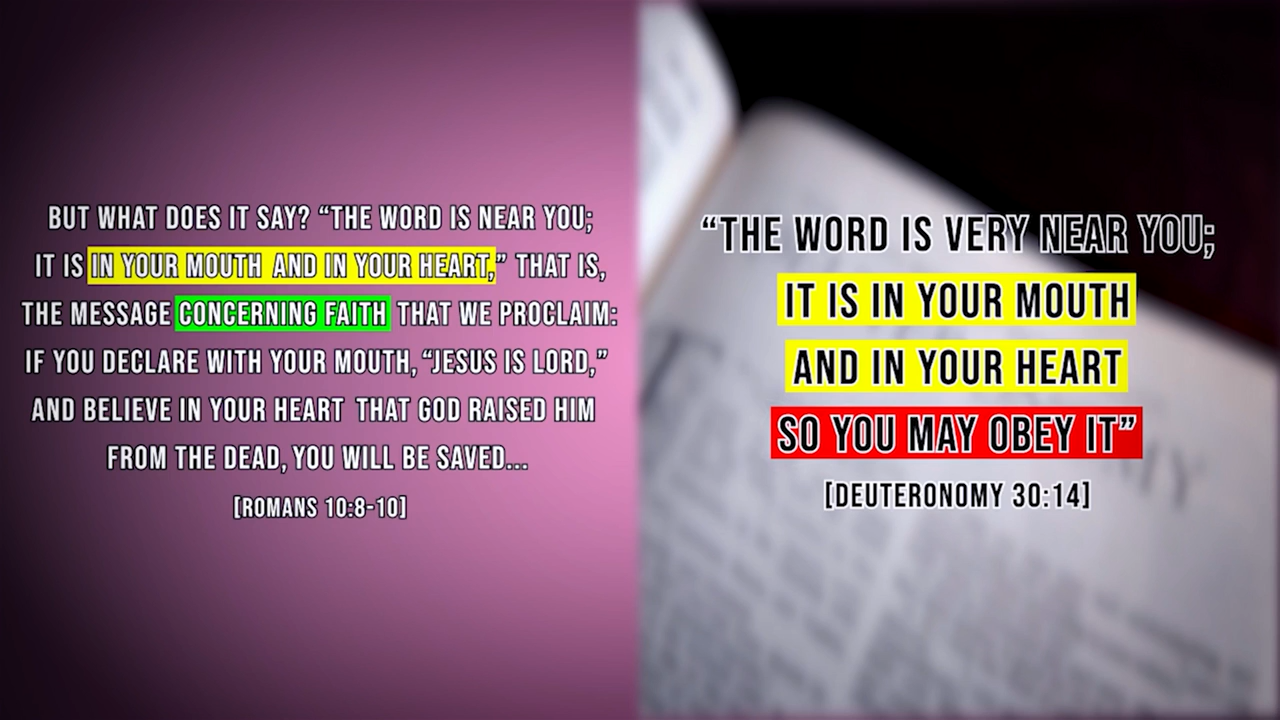 BUT WHAT DOES IT SAY? “THE WORD IS NEAR YOU;
IT IS IN YOUR MOUTH AND IN YOUR HEART,” THAT IS,
THE MESSAGE CONCERNING FAITH THAT WE PROCLAIM:
IF YOU DECLARE WITH YOUR MOUTH, “JESUS IS LORD,”
AND BELIEVE IN YOUR HEART THAT GOD RAISED HIM
FROM THE DEAD, YOU WILL BE SAVED...
[ROMANS 10:8-10]
“THE WORD IS VERY NEAR YOU;
IT IS IN YOUR MOUTH
AND IN YOUR HEART
SO YOU MAY OBEY IT”
[DEUTERONOMY 30:14]